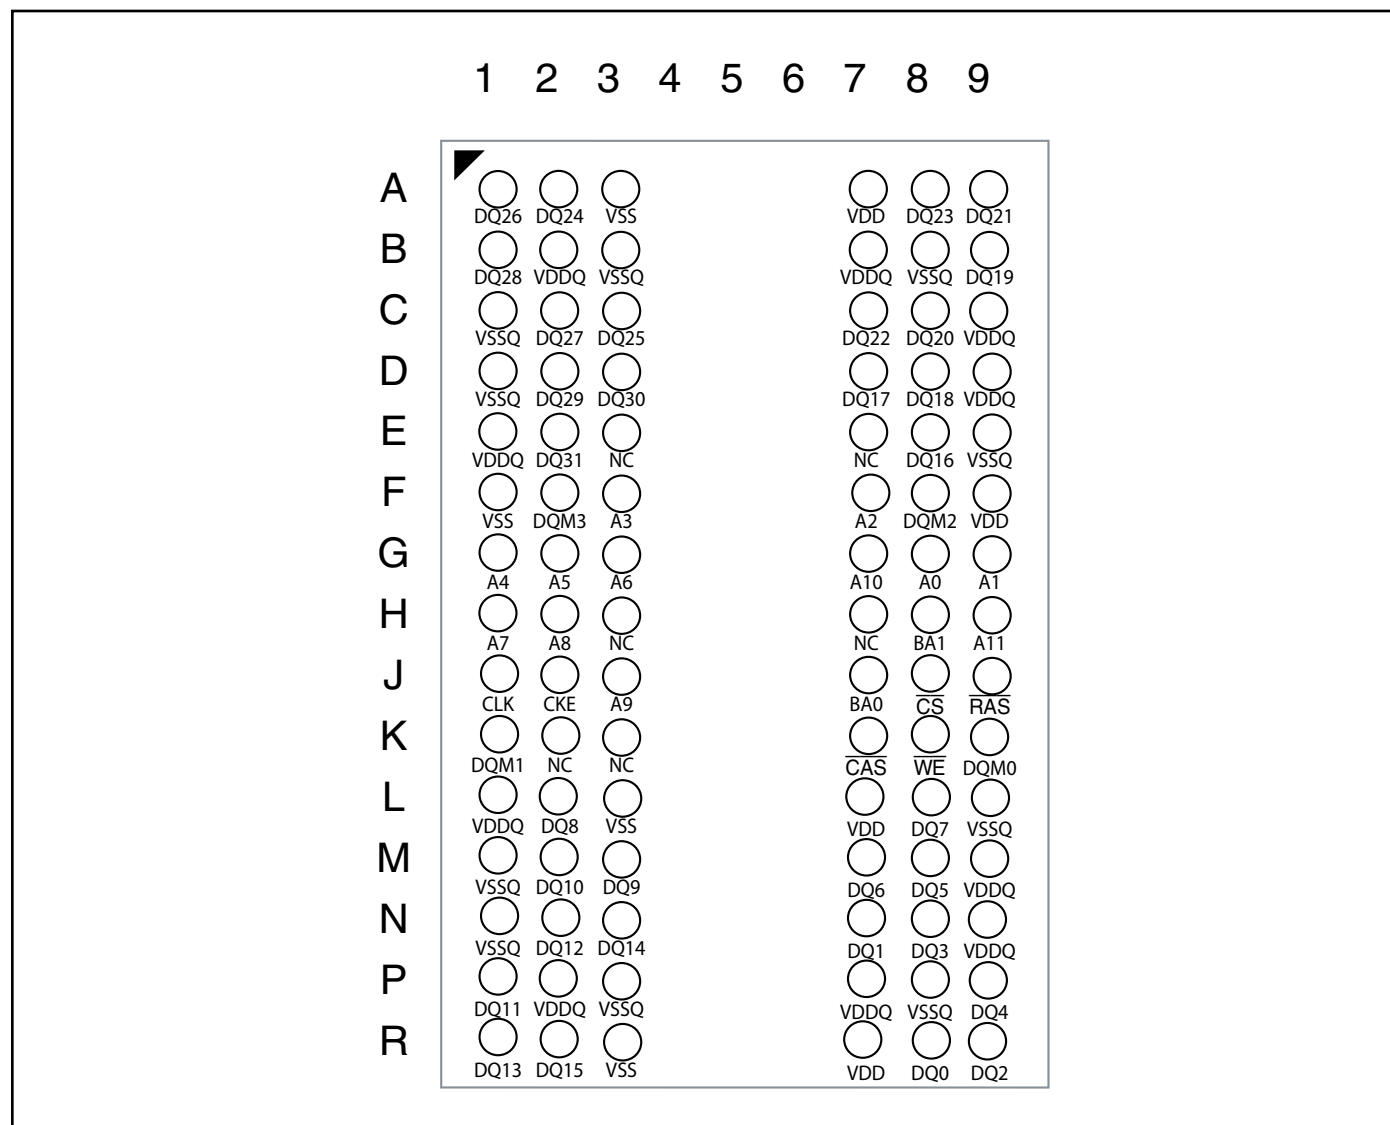 1 2 3 4 5 6 7 8 9
A
DQ26 DQ24 VSS VDD DQ23 DQ21
B
DQ28 VDDQ VSSQ VDDQ VSSQ DQ19
C
VSSQ DQ27 DQ25 DQ22 DQ20 VDDQ
D
VSSQ DQ29 DQ30 DQ17 DQ18 VDDQ
E
VDDQ DQ31 NC NC DQ16 VSSQ
F
VSS DQM3 A3 A2 DQM2 VDD
G
A4 A5 A6 A10 A0 A1
H
A7 A8 NC NC BA1 A11
J
CLK CKE A9 BA0 C̅S̅ R̅A̅S̅
K
DQM1 NC NC C̅A̅S̅ W̅E̅ DQM0
L
VDDQ DQ8 VSS VDD DQ7 VSSQ
M
VSSQ DQ10 DQ9 DQ6 DQ5 VDDQ
N
VSSQ DQ12 DQ14 DQ1 DQ3 VDDQ
P
DQ11 VDDQ VSSQ VDDQ VSSQ DQ4
R
DQ13 DQ15 VSS VDD DQ0 DQ2